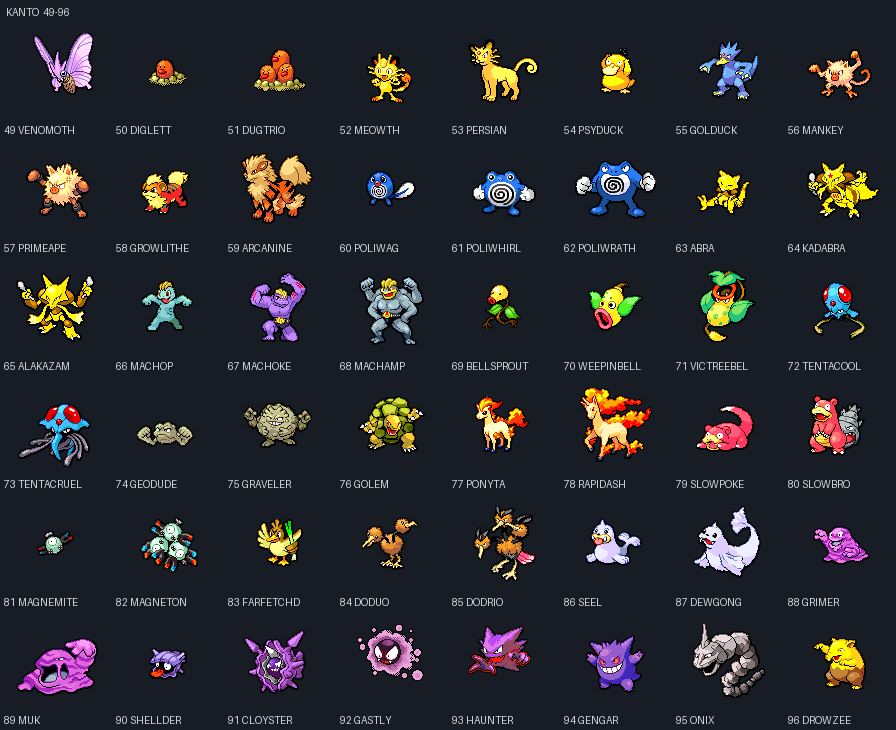 KANTO 49-96
49 VENOMOTH 50 DIGLETT 51 DUGTRIO 52 MEOWTH 53 PERSIAN 54 PSYDUCK 55 GOLDUCK 56 MANKEY
57 PRIMEAPE 58 GROWLITHE 59 ARCANINE 60 POLIWAG 61 POLIWHIRL 62 POLIWRATH 63 ABRA 64 KADABRA
65 ALAKAZAM 66 MACHOP 67 MACHOKE 68 MACHAMP 69 BELLSPROUT 70 WEEPINBELL 71 VICTREEBEL 72 TENTACOOL
73 TENTACRUEL 74 GEODUDE 75 GRAVELER 76 GOLEM 77 PONYTA 78 RAPIDASH 79 SLOWPOKE 80 SLOWBRO
81 MAGNEMITE 82 MAGNETON 83 FARFETCHD 84 DODUO 85 DODRIO 86 SEEL 87 DEWGONG 88 GRIMER
89 MUK 90 SHELLDER 91 CLOYSTER 92 GASTLY 93 HAUNTER 94 GENGAR 95 ONIX 96 DROWZEE